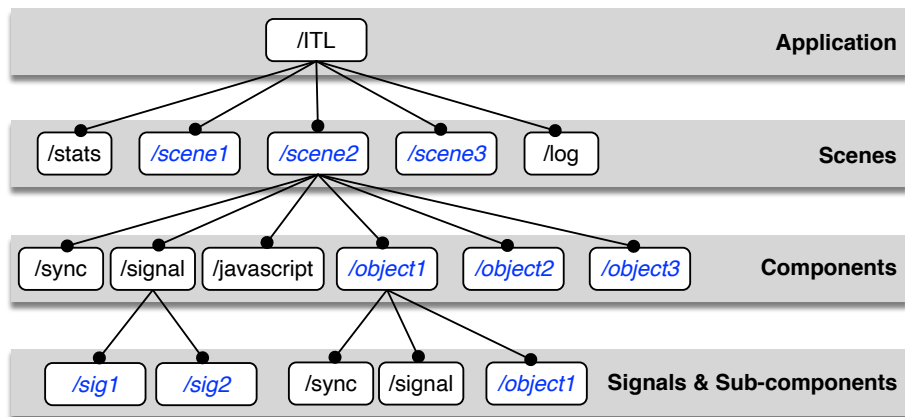 /ITL
Application
/stats /scene1 /scene2 /scene3 /log
Scenes
/sync /signal /javascript /object1 /object2 /object3
Components
/sig1 /sig2 /sync /signal /object1
Signals & Sub-components